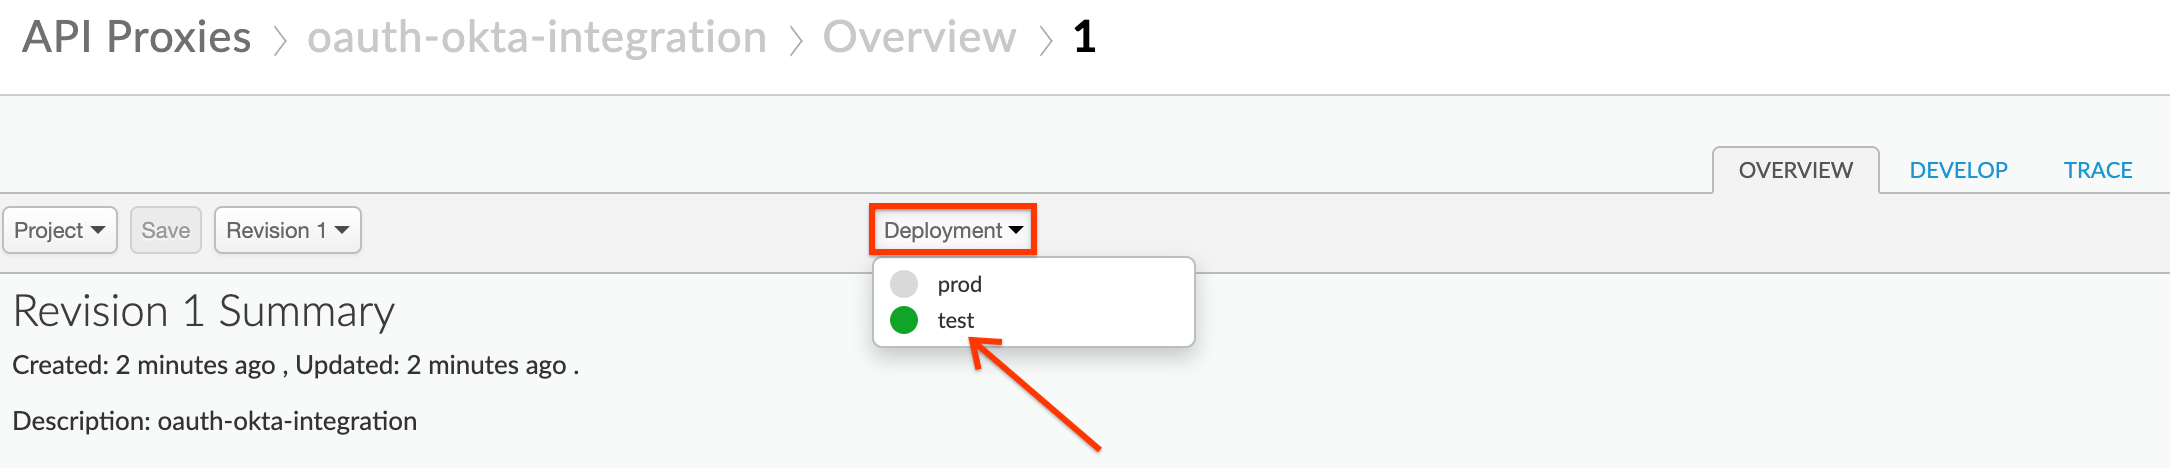 API Proxies > oauth-okta-integration > Overview > 1
OVERVIEW DEVELOP TRACE
Project Save Revision 1 Deployment
prod
test
Revision 1 Summary
Created: 2 minutes ago , Updated: 2 minutes ago .
Description: oauth-okta-integration